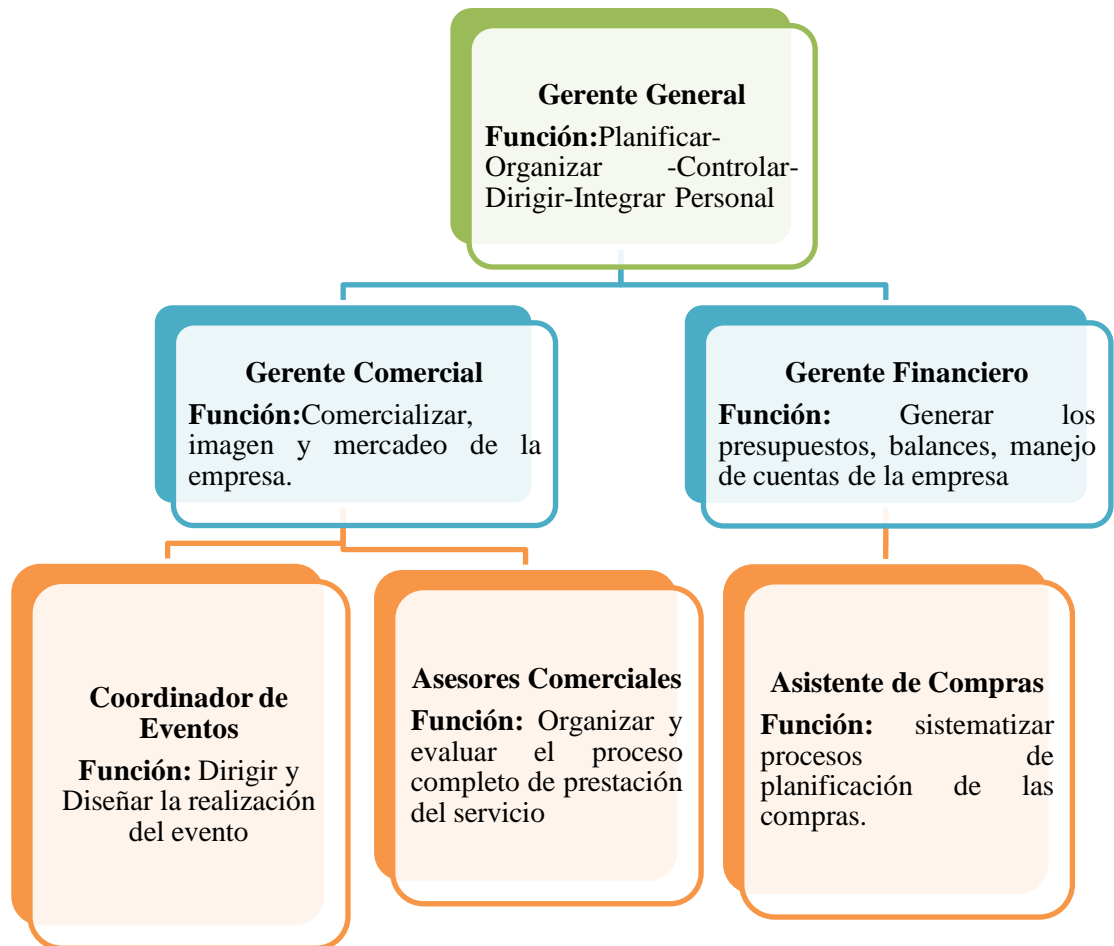 Gerente General
Función:Planificar-
Organizar -Controlar-
Dirigir-Integrar Personal
Gerente Comercial
Función:Comercializar,
imagen y mercadeo de la
empresa.
Gerente Financiero
Función: Generar los
presupuestos, balances, manejo
de cuentas de la empresa
Coordinador de
Eventos
Función: Dirigir y
Diseñar la realización
del evento
Asesores Comerciales
Función: Organizar y
evaluar el proceso
completo de prestación
del servicio
Asistente de Compras
Función: sistematizar
procesos de
planificación de las
compras.